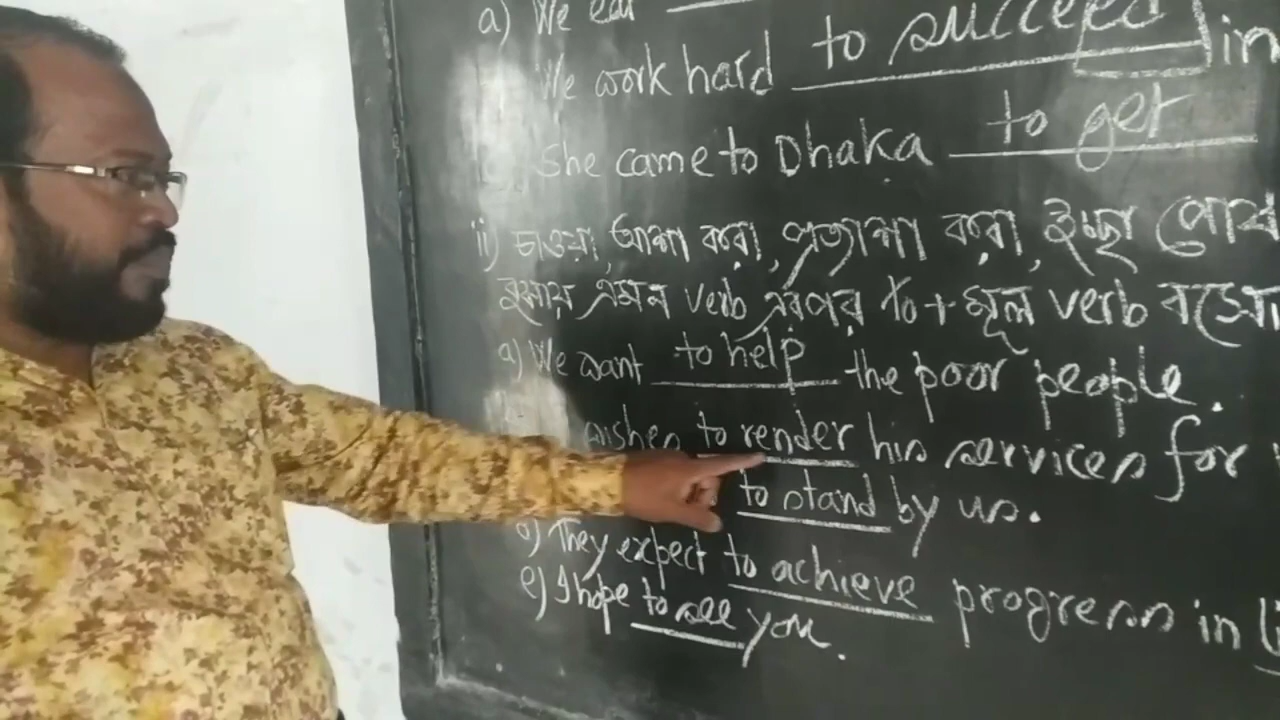 a) We eat
We work hard to succeed in
She came to Dhaka to get
ii) চাওয়া, আশা করা, প্রত্যাশা করা, ইচ্ছা পোষ
বুঝায় এমন verb এরপর to + মূল verb বসে।
a) We want to help the poor people.
wishes to render his services for
to stand by us.
d) They expect to achieve progress in
e) I hope to see you.